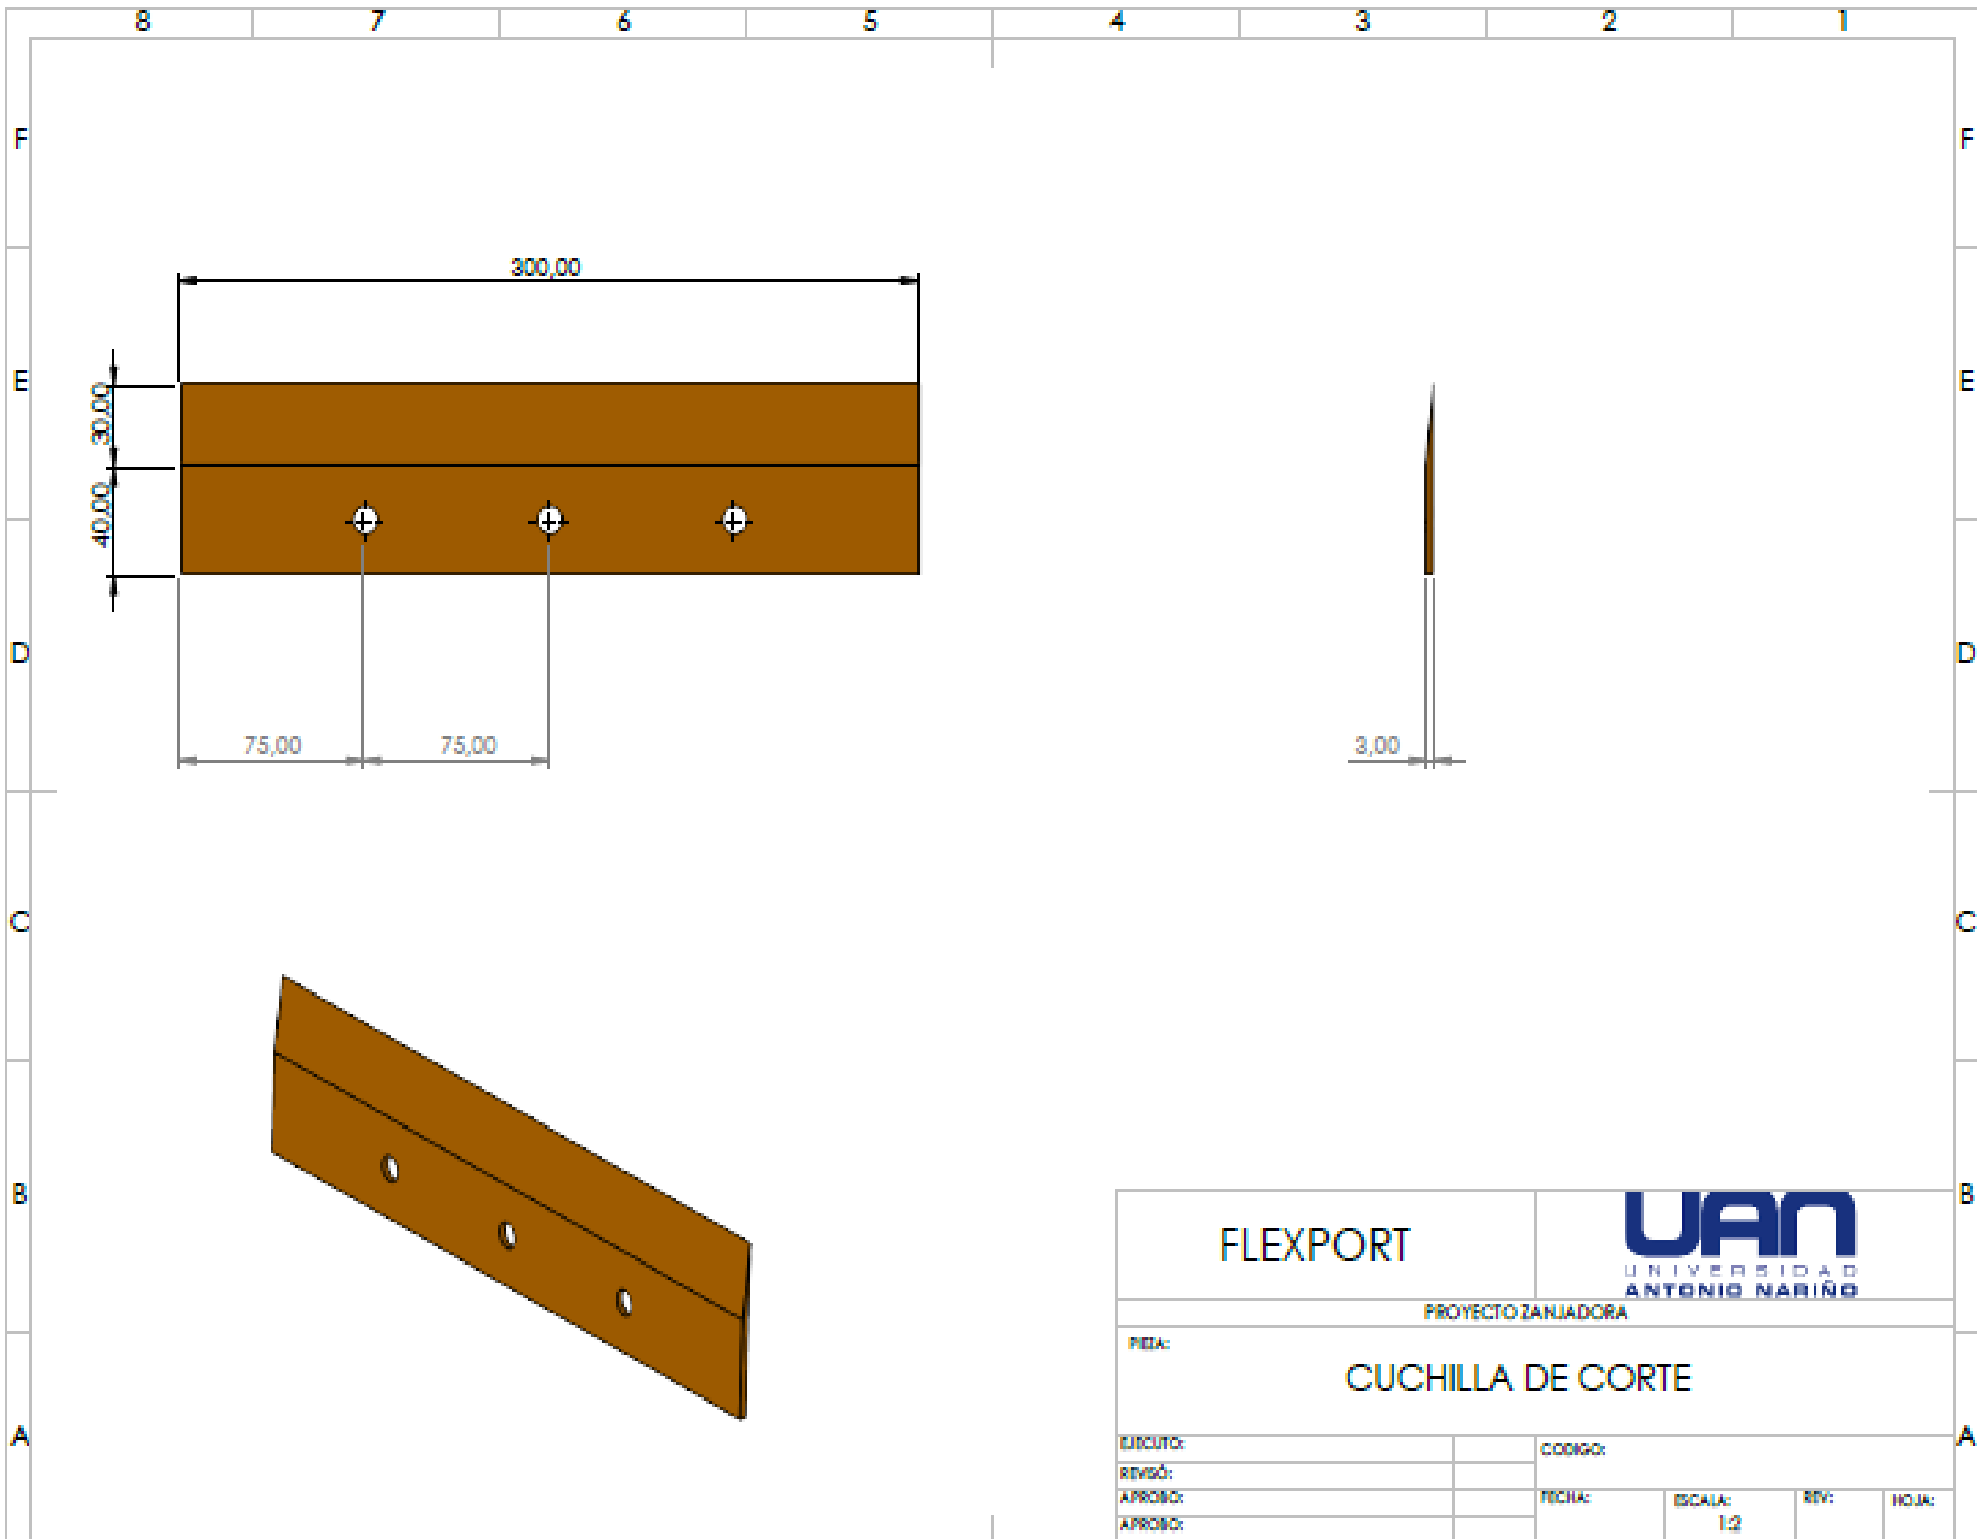 8 7 6 5 4 3 2 1
F F
300,00
E E
30,00
40,00
D D
75,00 75,00 3,00
C C
B B
FLEXPORT
UAN
UNIVERSIDAD
ANTONIO NARIÑO
PROYECTO ZANJADORA
PIEZA:
CUCHILLA DE CORTE
A A
EJECUTO:
CODIGO:
REVISÓ:
APROBO:
FECHA: ESCALA: REV: HOJA:
1:2
APROBO: